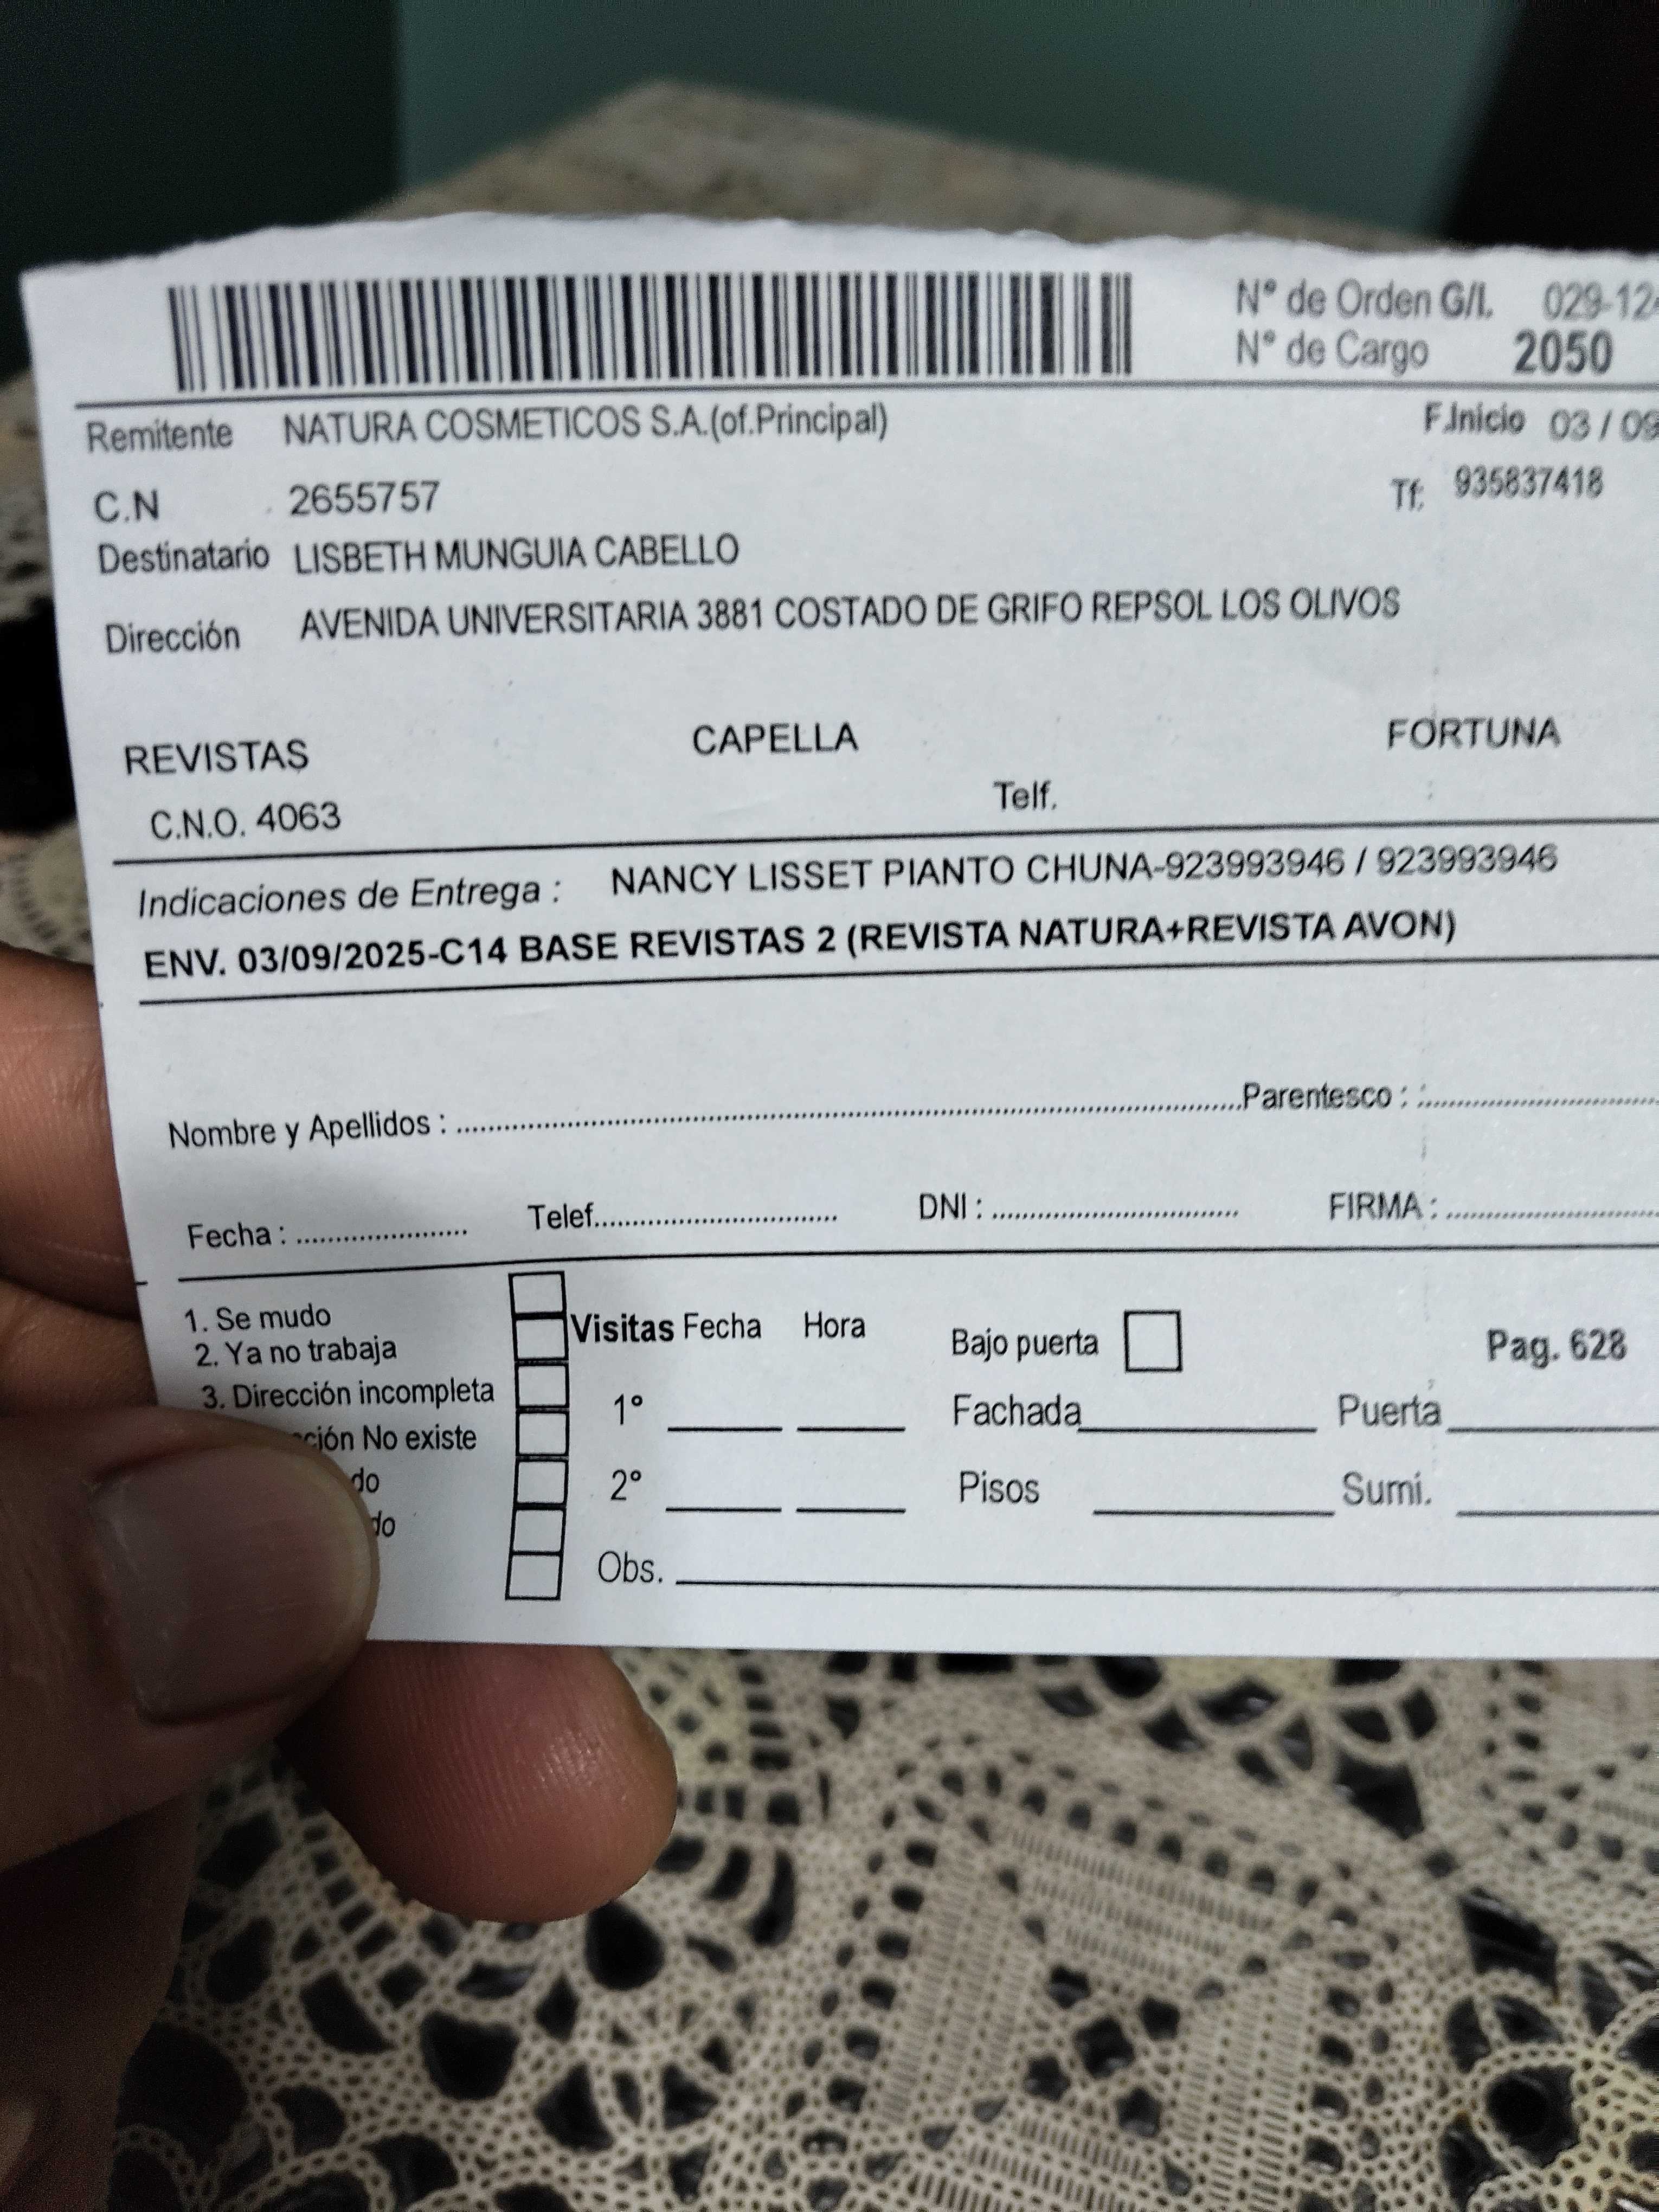 N° de Orden G/I. 029-12
N° de Cargo 2050
Remitente NATURA COSMETICOS S.A.(of.Principal) F.Inicio 03 / 09
C.N 2655757 Tf: 935837418
Destinatario LISBETH MUNGUIA CABELLO
Dirección AVENIDA UNIVERSITARIA 3881 COSTADO DE GRIFO REPSOL LOS OLIVOS
REVISTAS CAPELLA FORTUNA
C.N.O. 4063 Telf.
Indicaciones de Entrega : NANCY LISSET PIANTO CHUNA-923993946 / 923993946
ENV. 03/09/2025-C14 BASE REVISTAS 2 (REVISTA NATURA+REVISTA AVON)
Nombre y Apellidos : Parentesco :
Fecha : Telef. DNI : FIRMA :
1. Se mudo
2. Ya no trabaja
3. Dirección incompleta
ción No existe
do
do
Visitas Fecha Hora
1°
2°
Obs.
Bajo puerta Pag. 628
Fachada Puerta
Pisos Sumi.